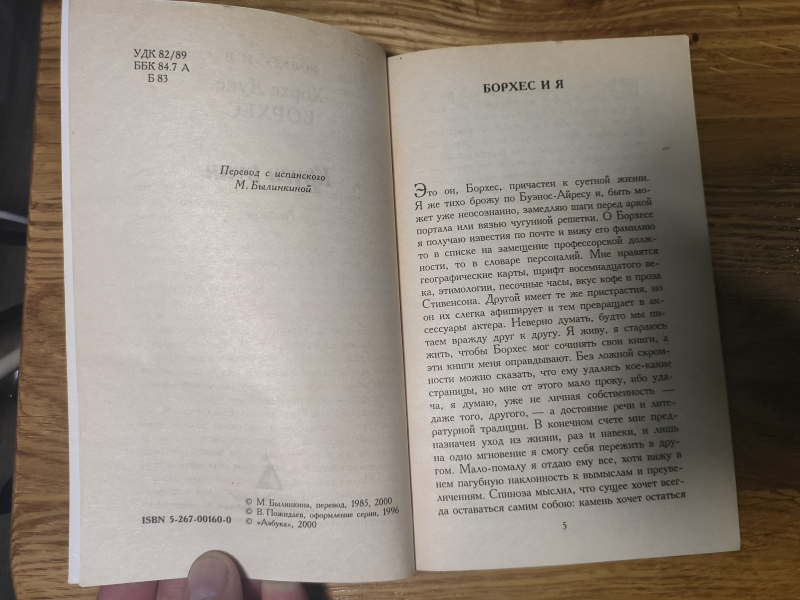 УДК 82/89
ББК 84.7 А
Б 83
Перевод с испанского
М. Былинкиной
© М. Былинкина, перевод, 1985, 2000
© В. Пожидаев, оформление серии, 1996
ISBN 5-267-00160-0 © «Азбука», 2000
БОРХЕС И Я
Это он, Борхес, причастен к суетной жизни.
Я же тихо брожу по Буэнос-Айресу и, быть мо-
жет уже неосознанно, замедляю шаги перед аркой
портала или вязью чугунной решетки. О Борхесе
я получаю известия по почте и вижу его фамилию
то в списке на замещение профессорской долж-
ности, то в словаре персоналий. Мне нравятся
географические карты, шрифт восемнадцатого ве-
ка, этимологии, песочные часы, вкус кофе и проза
Стивенсона. Другой имеет те же пристрастия, но
он их слегка афиширует и тем превращает в ак-
сессуары актера. Неверно думать, будто мы пи-
таем вражду друг к другу. Я живу, я стараюсь
жить, чтобы Борхес мог сочинять свои книги, а
эти книги меня оправдывают. Без ложной скром-
ности можно сказать, что ему удались кое-какие
страницы, но мне от этого мало проку, ибо уда-
ча, я думаю, уже не личная собственность —
даже того, другого, — а достояние речи и лите-
ратурной традиции. В конечном счете мне пред-
назначен уход из жизни, раз и навеки, и лишь
на одно мгновение я смогу себя пережить в дру-
гом. Мало-помалу я отдаю ему все, хотя вижу в
нем пагубную наклонность к вымыслам и преуве-
личениям. Спиноза мыслил, что сущее хочет всег-
да оставаться самим собою: камень хочет остаться
5